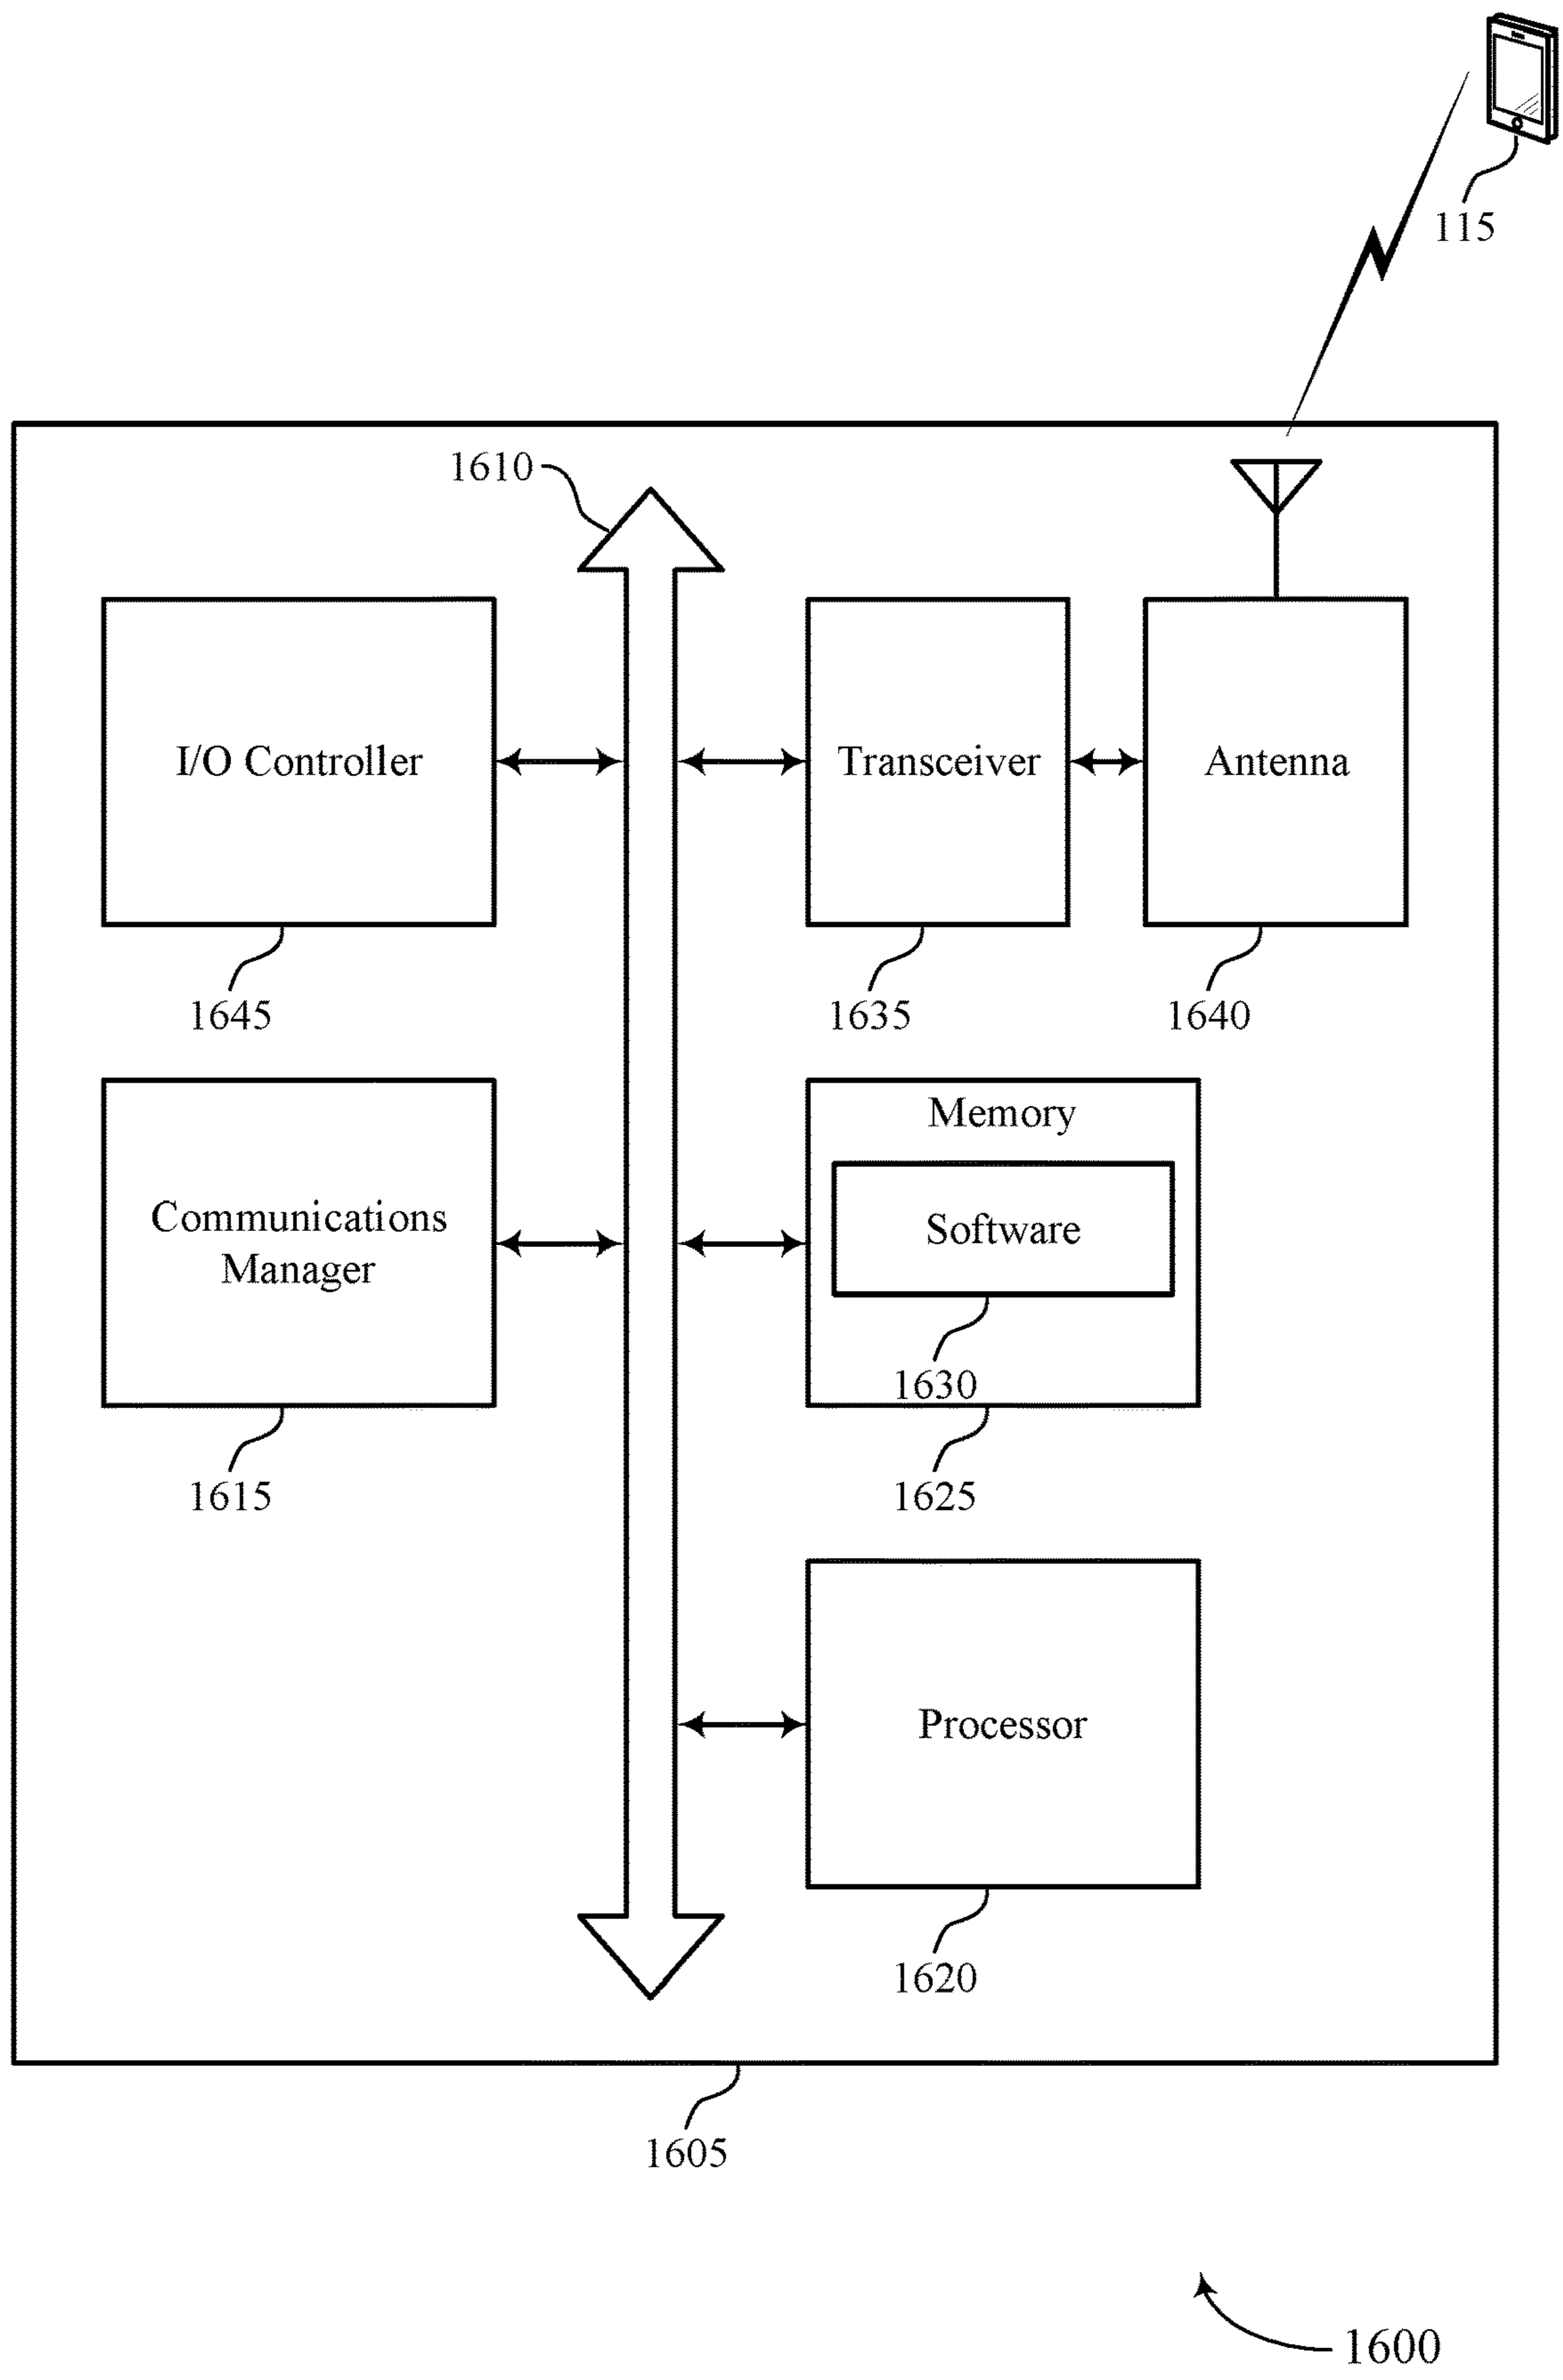 115
1610
I/O Controller
Transceiver
Antenna
1645
1635
1640
Communications
Manager
Memory
Software
1630
1615
1625
Processor
1620
1605
1600